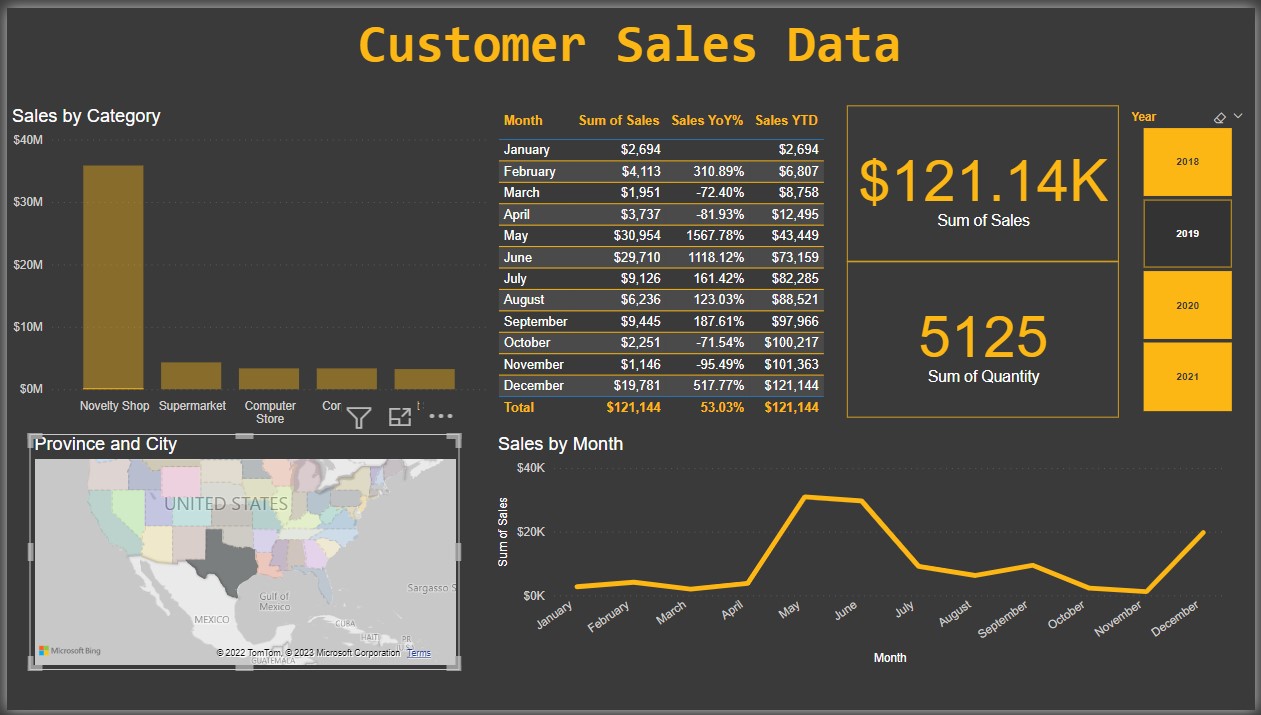 Customer Sales Data
Sales by Category
$40M
$30M
$20M
$10M
$0M
Novelty Shop Supermarket Computer Store Cor
Month Sum of Sales Sales YoY% Sales YTD
January $2,694 $2,694
February $4,113 310.89% $6,807
March $1,951 -72.40% $8,758
April $3,737 -81.93% $12,495
May $30,954 1567.78% $43,449
June $29,710 1118.12% $73,159
July $9,126 161.42% $82,285
August $6,236 123.03% $88,521
September $9,445 187.61% $97,966
October $2,251 -71.54% $100,217
November $1,146 -95.49% $101,363
December $19,781 517.77% $121,144
Total $121,144 53.03% $121,144
$121.14K
Sum of Sales
5125
Sum of Quantity
Year
2018
2019
2020
2021
Province and City
UNITED STATES
Gulf of
Mexico
Sargasso S
MEXICO
CUBA
HAITI
PR
GUATEMALA
Microsoft Bing
© 2022 TomTom, © 2023 Microsoft Corporation Terms
Sales by Month
Sum of Sales
$40K
$20K
$0K
January February March April May June July August September October November December
Month